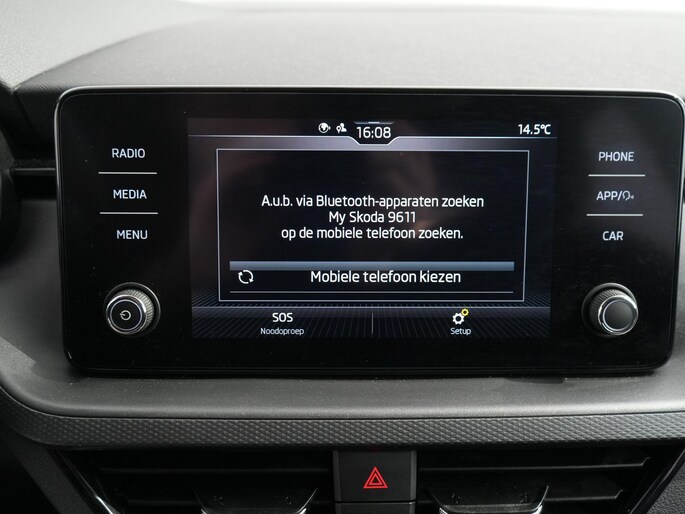 16:08
14.5°C
RADIO
MEDIA
MENU
PHONE
APP/
CAR
A.u.b. via Bluetooth-apparaten zoeken
My Skoda 9611
op de mobiele telefoon zoeken.
Mobiele telefoon kiezen
SOS
Noodoproep
Setup